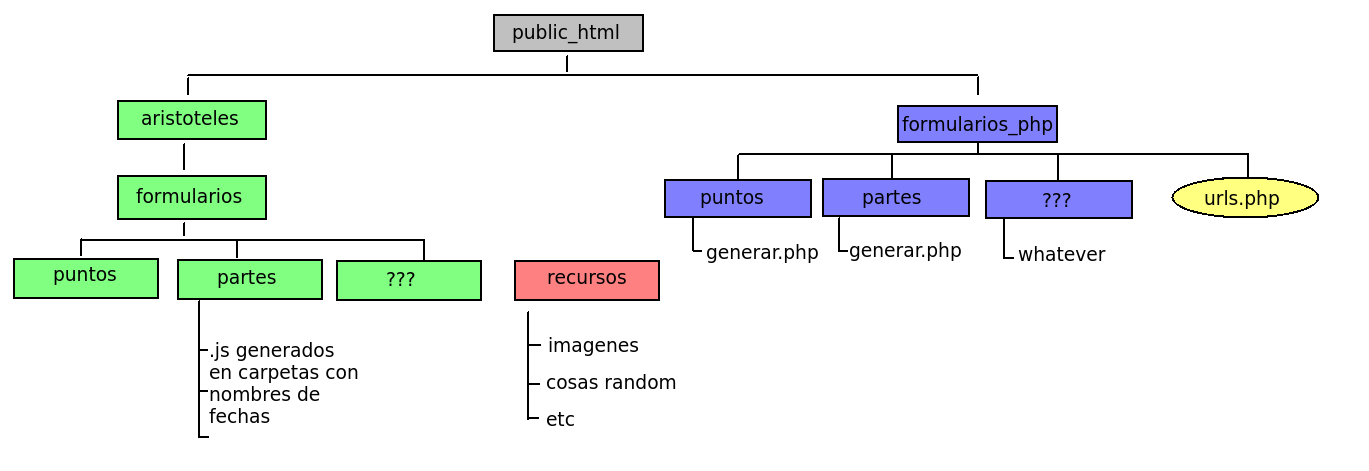 public_html
aristoteles
formularios_php
formularios
puntos
partes
???
urls.php
generar.php
generar.php
whatever
puntos
partes
???
recursos
.js generados
en carpetas con
nombres de
fechas
imagenes
cosas random
etc